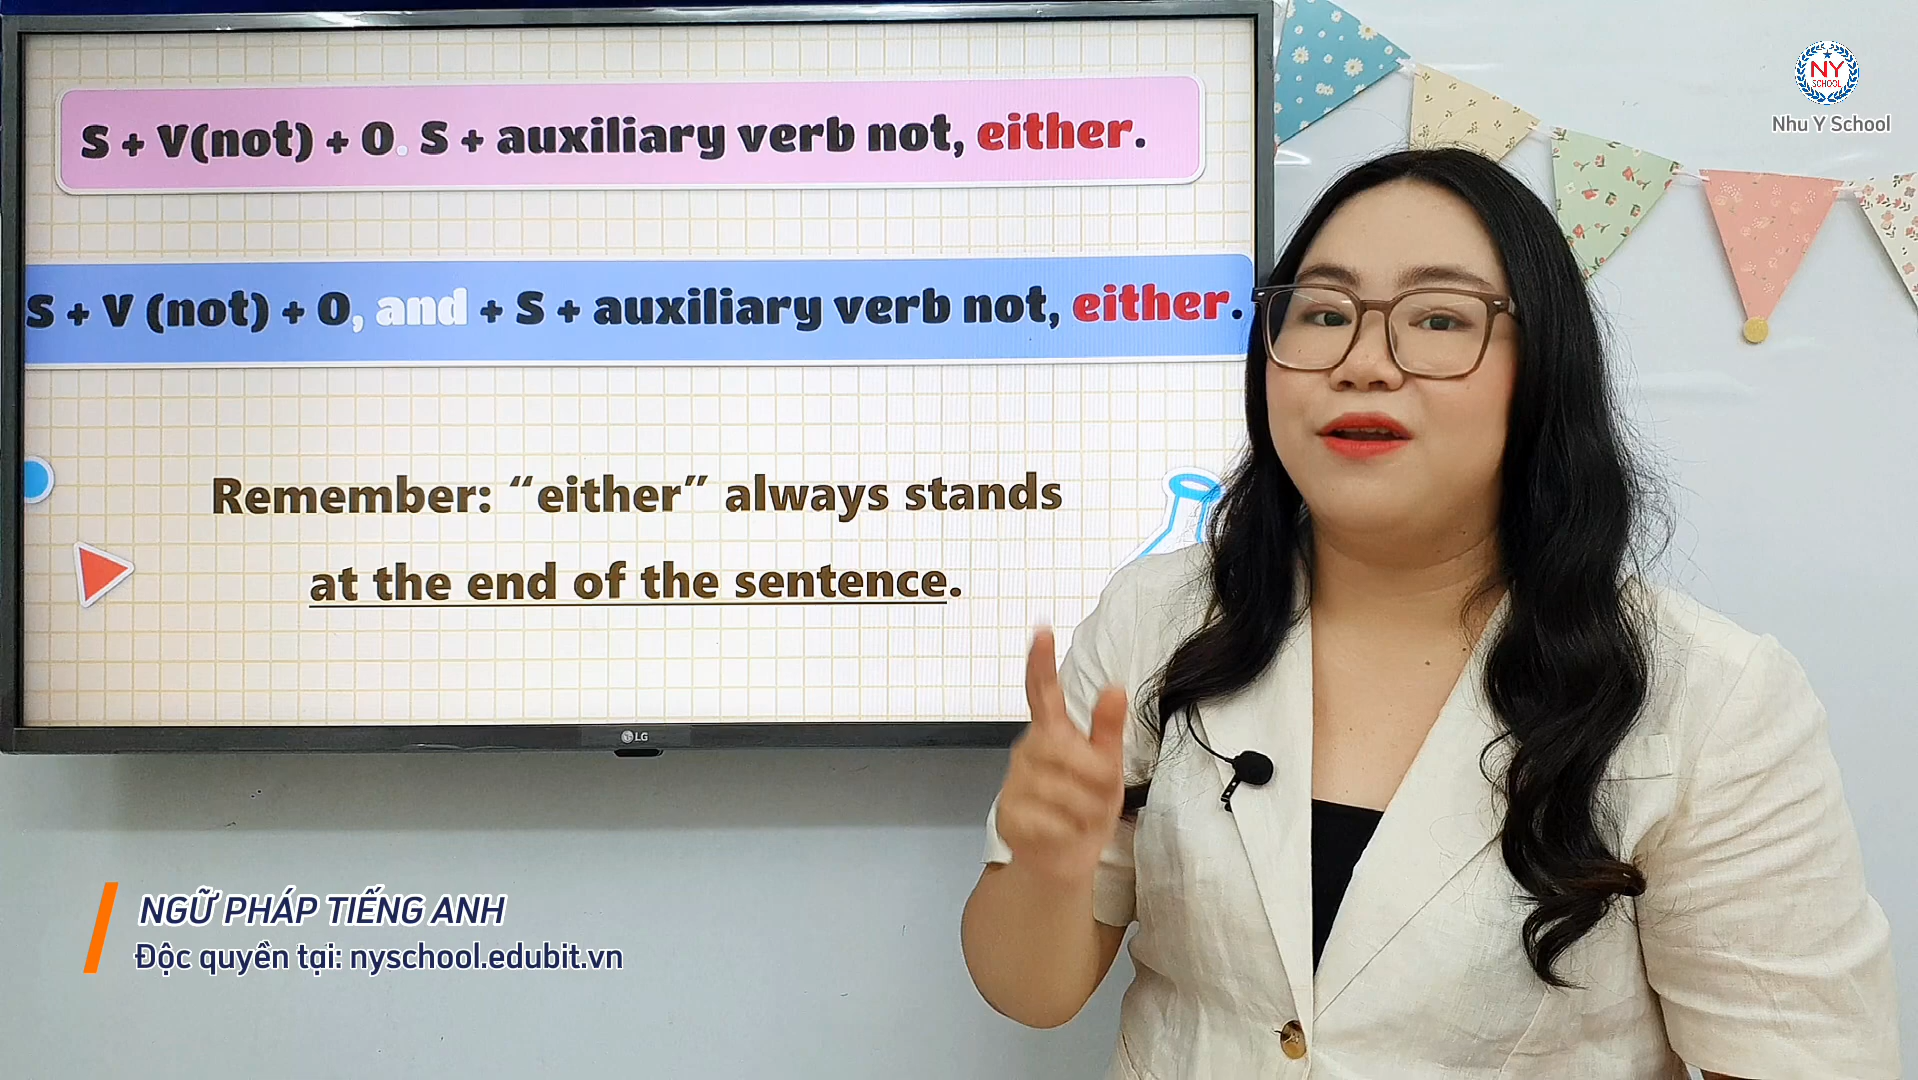 S + V(not) + O. S + auxiliary verb not, either.
S + V (not) + O, and + S + auxiliary verb not, either.
Remember: “either” always stands
at the end of the sentence.
LG
NY
SCHOOL
Nhu Y School
NGỮ PHÁP TIẾNG ANH
Độc quyền tại: nyschool.edubit.vn